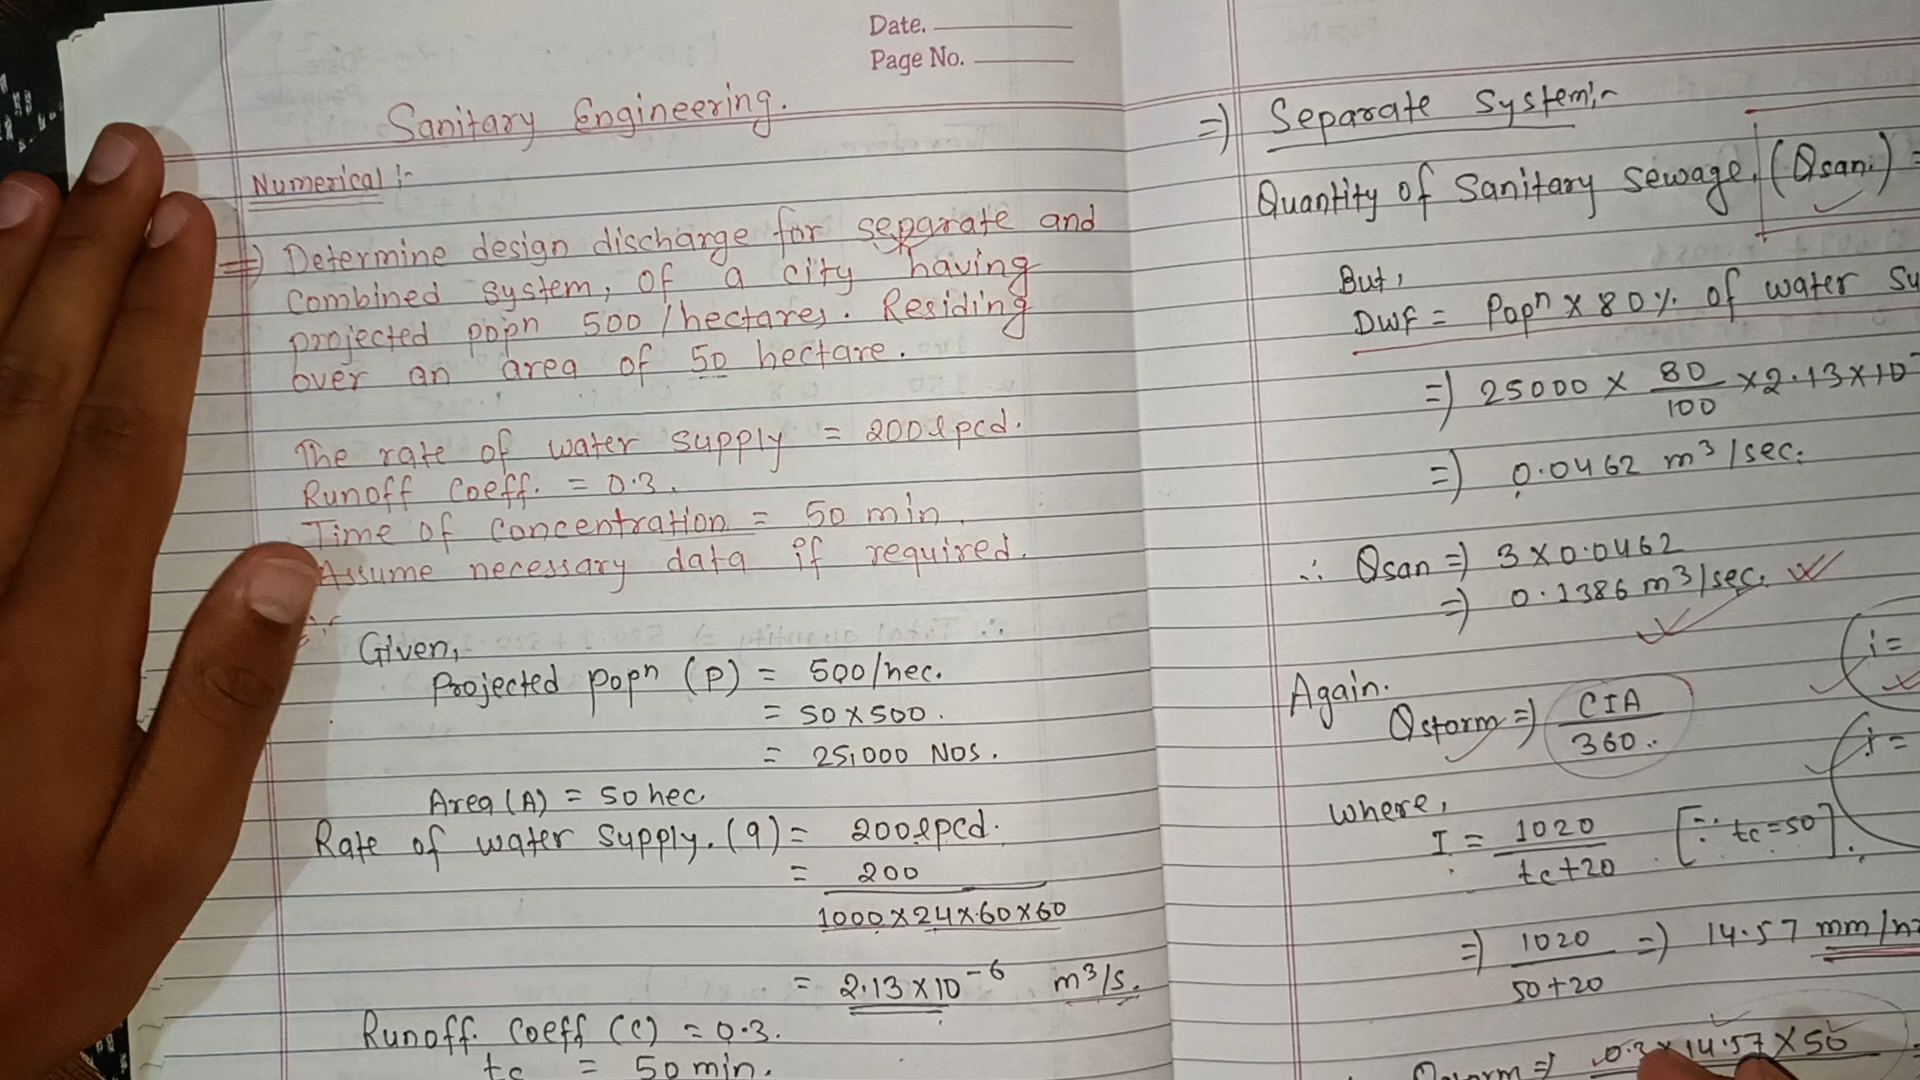 Date.
Page No.
Sanitary Engineering.
Numerical :-
=) Determine design discharge for separate and
combined system, of a city having
projected popn 500 / hectares. Residing
over an area of 50 hectare.
The rate of water supply = 200 lpcd.
Runoff coeff. = 0.3.
Time of concentration = 50 min.
Assume necessary data if required.
Given,
Projected popn (P) = 500/hec.
= 50 x 500.
= 25,000 NOS.
Area (A) = 50 hec
Rate of water supply. (q) = 200 lpcd.
= 200
1000 x 24 x 60 x 60
= 2.13 x 10^-6 m³/s.
Runoff. coeff (c) = 0.3.
tc = 50 min.
=) Separate System:-
Quantity of Sanitary sewage. (Qsan.) =
But,
DWF = Popn x 80% of water su
=) 25000 x 80/100 x 2.13 x 10
=) 0.0462 m³/sec.
∴ Qsan =) 3 x 0.0462
=) 0.1386 m³/sec.
i =
Again.
Qstorm =) CIA/360..
i =
where,
I = 1020/tc+20 . [∵ tc = 50].
=) 1020/50+20 =) 14.57 mm/h
=) 0.3 x 14.57 x 50